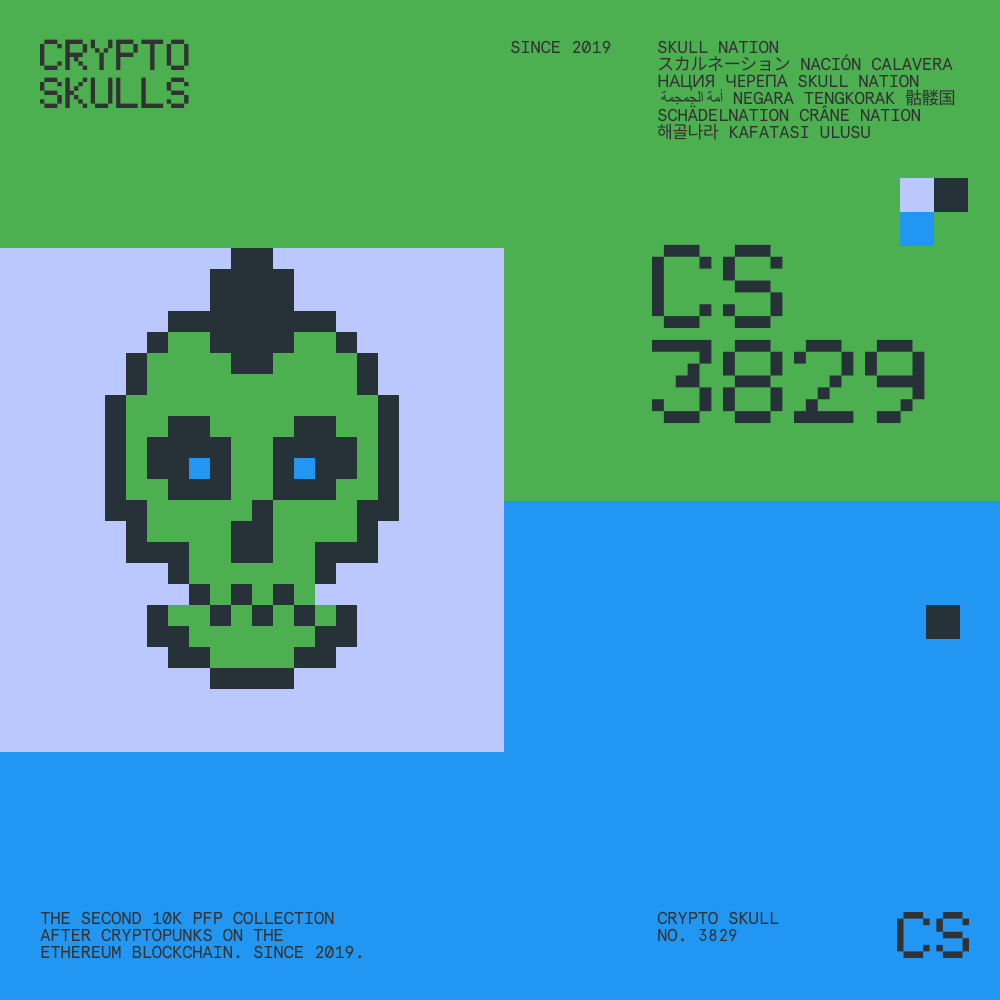 CRYPTO
SKULLS
SINCE 2019
SKULL NATION
スカルネーション NACIÓN CALAVERA
НАЦИЯ ЧЕРЕПА SKULL NATION
أمة الجمجمة NEGARA TENGKORAK 骷髅国
SCHÄDELNATION CRÂNE NATION
해골나라 KAFATASI ULUSU
CS
3829
THE SECOND 10K PFP COLLECTION
AFTER CRYPTOPUNKS ON THE
ETHEREUM BLOCKCHAIN. SINCE 2019.
CRYPTO SKULL
NO. 3829
CS